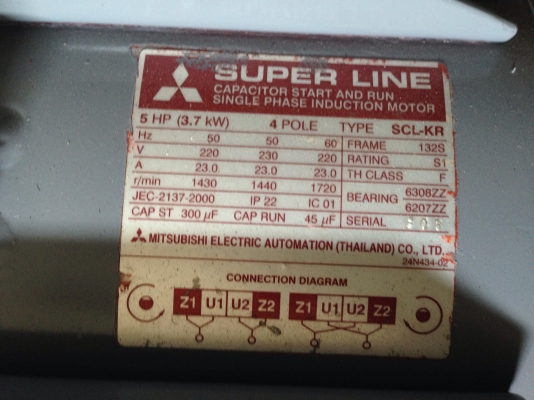 SUPER LINE
CAPACITOR START AND RUN
SINGLE PHASE INDUCTION MOTOR
5 HP (3.7 kW) 4 POLE TYPE SCL-KR
Hz 50 50 60 FRAME 132S
V 220 230 220 RATING S1
A 23.0 23.0 23.0 TH CLASS F
r/min 1430 1440 1720 BEARING 6308ZZ
JEC-2137-2000 IP 22 IC 01 6207ZZ
CAP ST 300 µF CAP RUN 45 µF SERIAL
MITSUBISHI ELECTRIC AUTOMATION (THAILAND) CO., LTD.
24N434-02
CONNECTION DIAGRAM
Z1 U1 U2 Z2 Z1 U1 U2 Z2